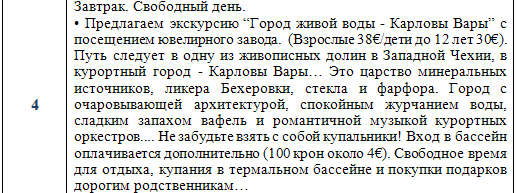 Завтрак. Свободный день.
• Предлагаем экскурсию “Город живой воды - Карловы Вары” с
посещением ювелирного завода. (Взрослые 38€/дети до 12 лет 30€).
Путь следует в одну из живописных долин в Западной Чехии, в
курортный город - Карловы Вары… Это царство минеральных
источников, ликера Бехеровки, стекла и фарфора. Город с
4
очаровывающей архитектурой, спокойным журчанием воды,
сладким запахом вафель и романтичной музыкой курортных
оркестров.... Не забудьте взять с собой купальники! Вход в бассейн
оплачивается дополнительно (100 крон около 4€). Свободное время
для отдыха, купания в термальном бассейне и покупки подарков
дорогим родственникам…